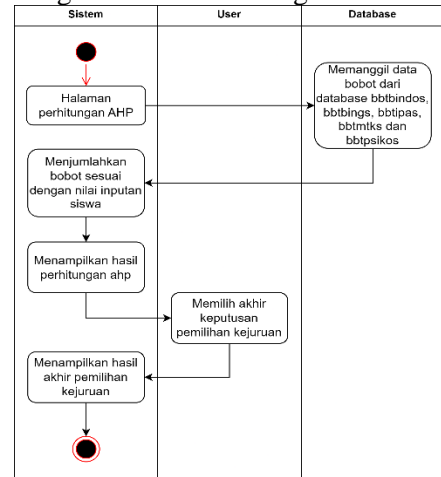 Sistem
User
Database
Halaman
perhitungan AHP
Memanggil data
bobot dari
database bbtbindos,
bbtbings, bbtipas,
bbtmtks dan
bbtpsikos
Menjumlahkan
bobot sesuai
dengan nilai inputan
siswa
Menampilkan hasil
perhitungan ahp
Memilih akhir
keputusan
pemilihan kejuruan
Menampilkan hasil
akhir pemilihan
kejuruan